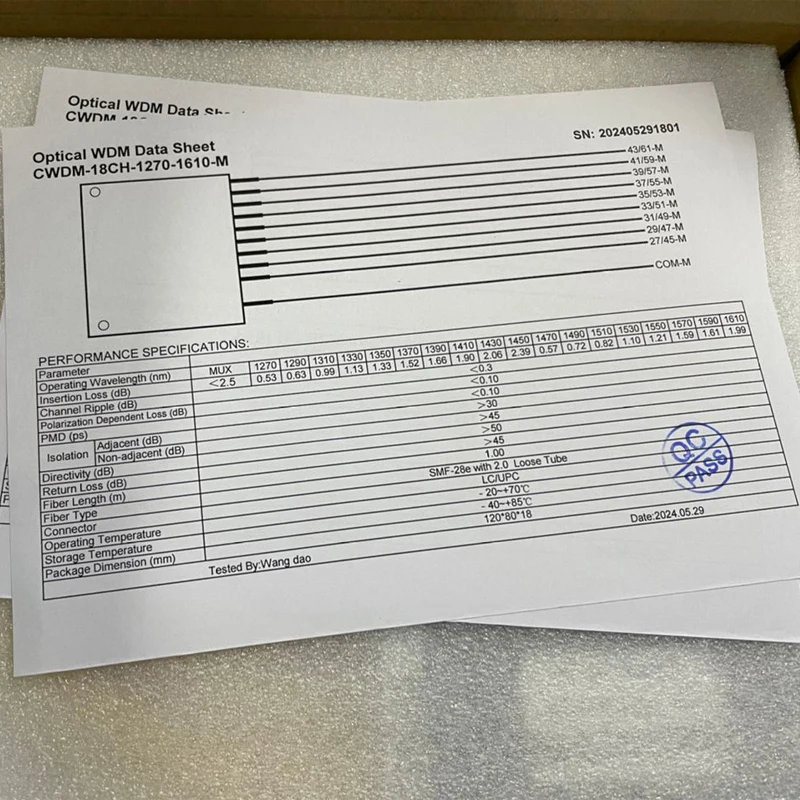 Optical WDM Data Sh
CWDM-18
Optical WDM Data Sheet
CWDM-18CH-1270-1610-M
SN: 202405291801
43/61-M
41/59-M
39/57-M
37/55-M
35/53-M
33/51-M
31/49-M
29/47-M
27/45-M
COM-M
PERFORMANCE SPECIFICATIONS:
Parameter
Operating Wavelength (nm) MUX 1270 1290 1310 1330 1350 1370 1390 1410 1430 1450 1470 1490 1510 1530 1550 1570 1590 1610
Insertion Loss (dB) <2.5 0.53 0.63 0.99 1.13 1.33 1.52 1.66 1.90 2.06 2.39 0.57 0.72 0.82 1.10 1.21 1.59 1.61 1.99
Channel Ripple (dB) <0.3
Polarization Dependent Loss (dB) <0.10
PMD (ps) <0.10
Isolation Adjacent (dB) >30
Non-adjacent (dB) >45
Directivity (dB) >50
Return Loss (dB) >45
Fiber Length (m) 1.00
Fiber Type SMF-28e with 2.0 Loose Tube
Connector LC/UPC
Operating Temperature - 20~+70℃
Storage Temperature - 40~+85℃
Package Dimension (mm) 120*80*18
Tested By:Wang dao Date:2024.05.29
QC
PASS